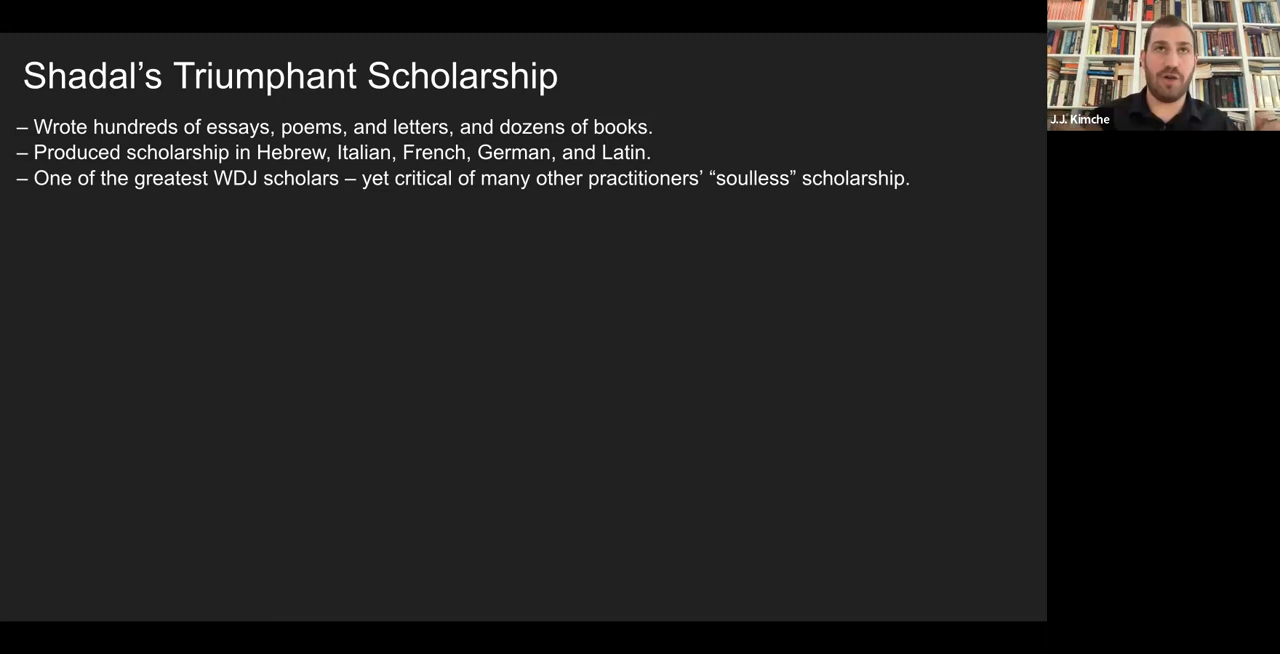 Shadal’s Triumphant Scholarship
– Wrote hundreds of essays, poems, and letters, and dozens of books.
– Produced scholarship in Hebrew, Italian, French, German, and Latin.
– One of the greatest WDJ scholars – yet critical of many other practitioners’ “soulless” scholarship.
J.J. Kimche